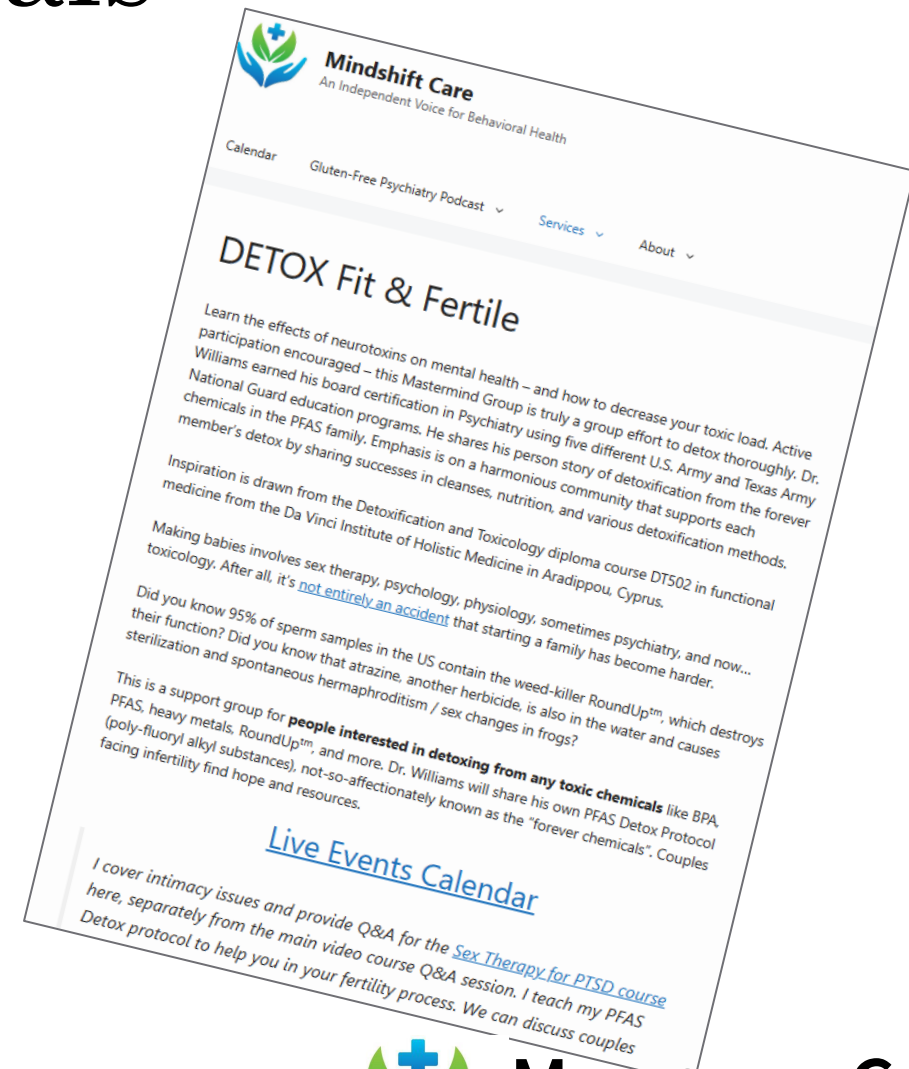 Mindshift Care
An Independent Voice for Behavioral Health
Calendar Gluten-Free Psychiatry Podcast Services About
DETOX Fit & Fertile
Learn the effects of neurotoxins on mental health – and how to decrease your toxic load. Active
participation encouraged – this Mastermind Group is truly a group effort to detox thoroughly. Dr.
Williams earned his board certification in Psychiatry using five different U.S. Army and Texas Army
National Guard education programs. He shares his person story of detoxification from the forever
chemicals in the PFAS family. Emphasis is on a harmonious community that supports each
member's detox by sharing successes in cleanses, nutrition, and various detoxification methods.
Inspiration is drawn from the Detoxification and Toxicology diploma course DT502 in functional
medicine from the Da Vinci Institute of Holistic Medicine in Aradippou, Cyprus.
Making babies involves sex therapy, psychology, physiology, sometimes psychiatry, and now...
toxicology. After all, it's not entirely an accident that starting a family has become harder.
Did you know 95% of sperm samples in the US contain the weed-killer RoundUp™, which destroys
their function? Did you know that atrazine, another herbicide, is also in the water and causes
sterilization and spontaneous hermaphroditism / sex changes in frogs?
This is a support group for people interested in detoxing from any toxic chemicals like BPA,
PFAS, heavy metals, RoundUp™, and more. Dr. Williams will share his own PFAS Detox Protocol
(poly-fluoryl alkyl substances), not-so-affectionately known as the "forever chemicals". Couples
facing infertility find hope and resources.
Live Events Calendar
I cover intimacy issues and provide Q&A for the Sex Therapy for PTSD course
here, separately from the main video course Q&A session. I teach my PFAS
Detox protocol to help you in your fertility process. We can discuss couples